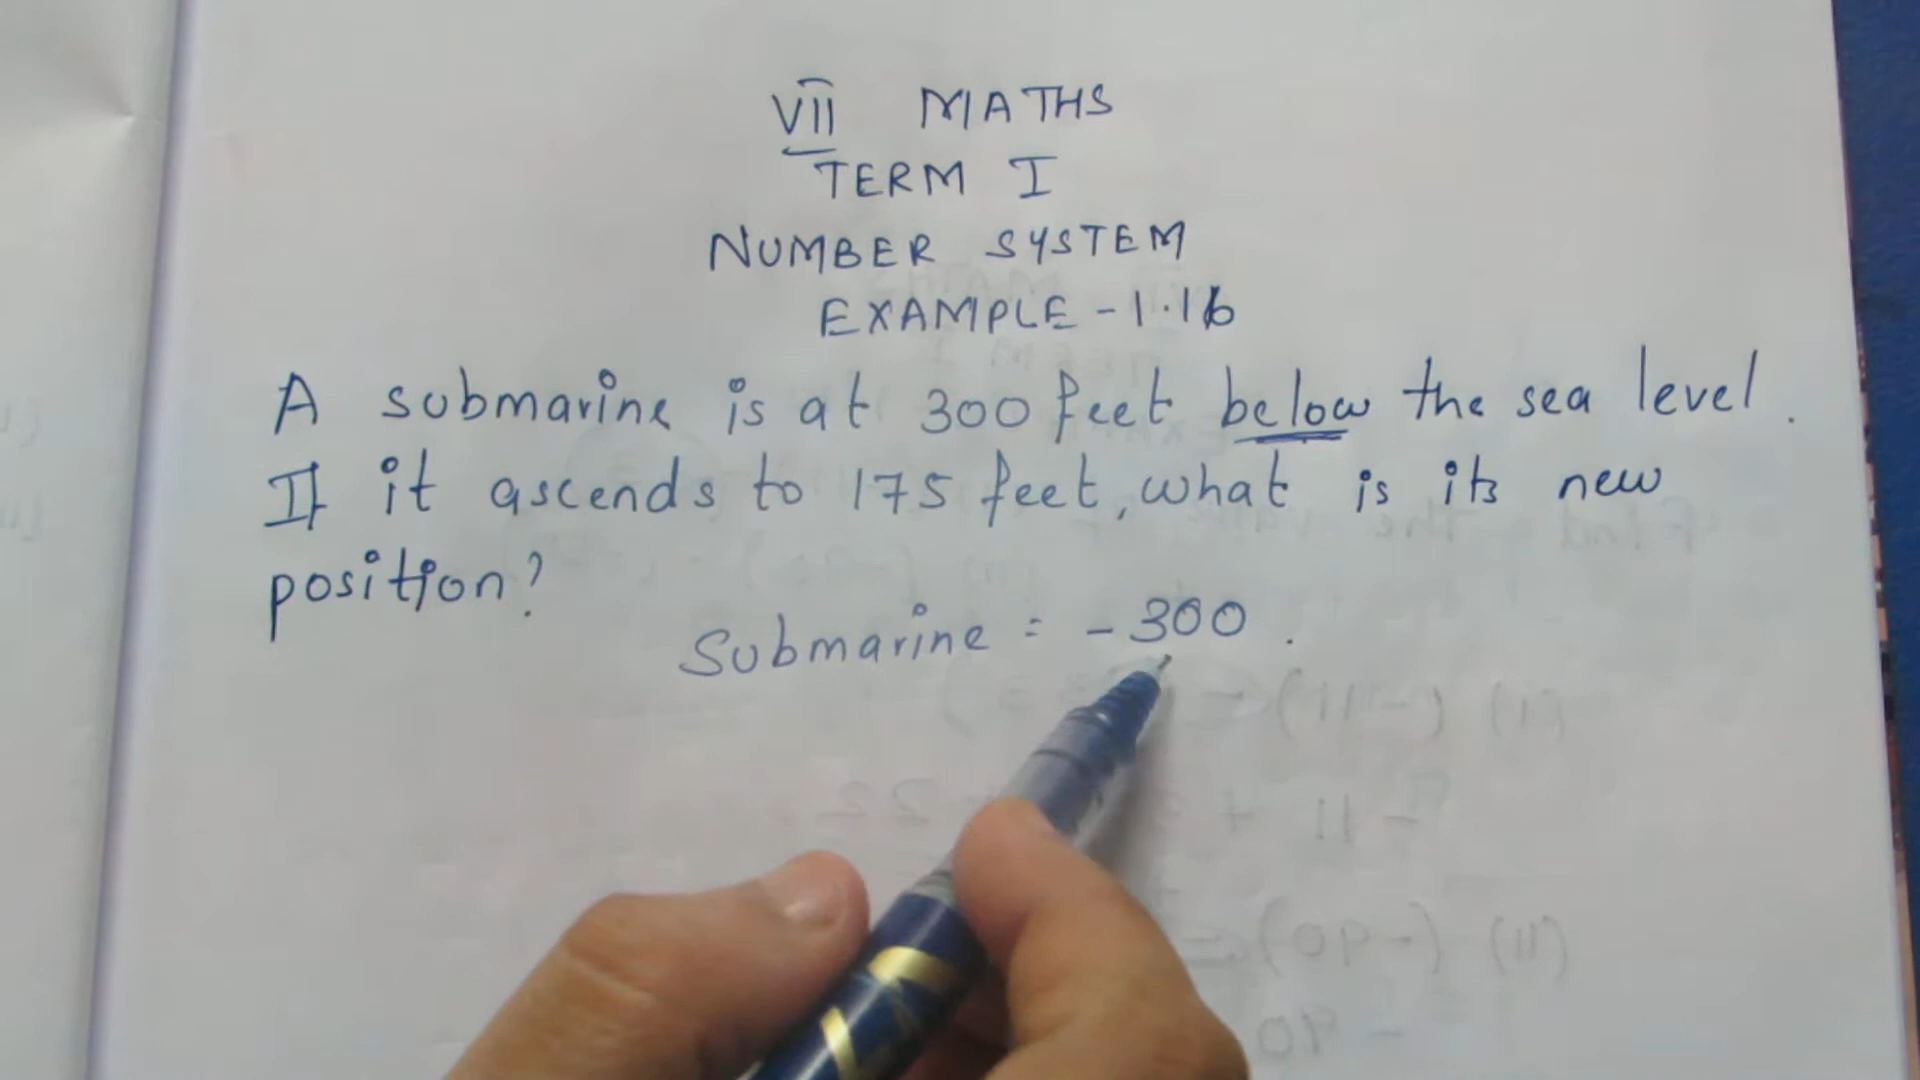 VII MATHS
TERM I
NUMBER SYSTEM
EXAMPLE - 1.16
A submarine is at 300 feet below the sea level.
If it ascends to 175 feet, what is its new
position?
Submarine = - 300.